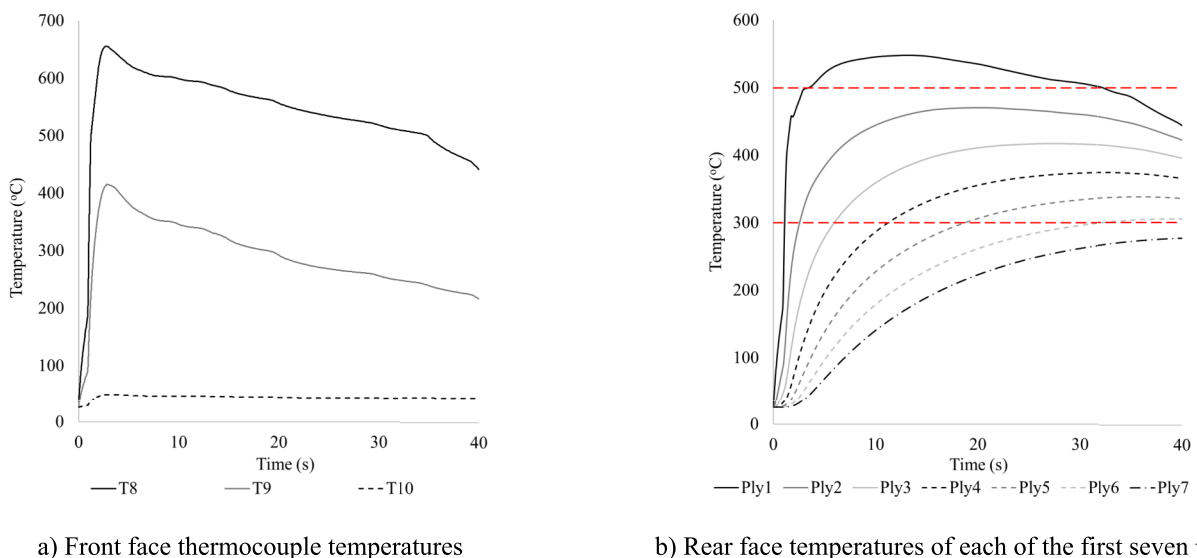 700
600
500
400
300
200
100
0
Temperature (°C)
0 10 20 30 40
Time (s)
T8 T9 T10
a) Front face thermocouple temperatures
600
500
400
300
200
100
0
Temperature (°C)
0 10 20 30 40
Time (s)
Ply1 Ply2 Ply3 Ply4 Ply5 Ply6 Ply7
b) Rear face temperatures of each of the first seven